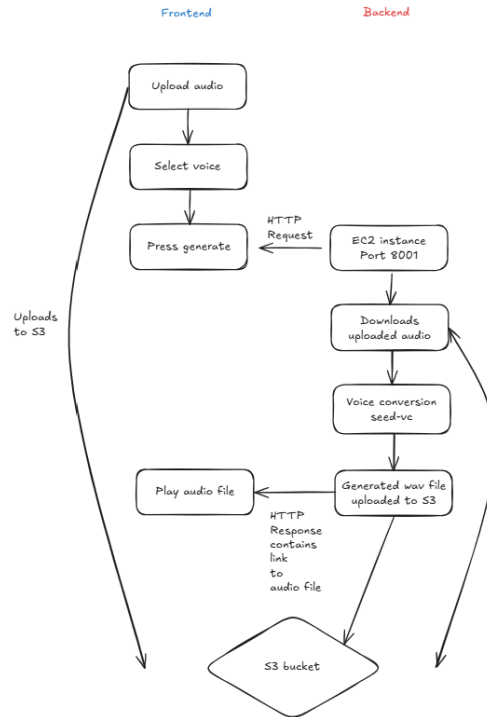 Frontend
Backend
Upload audio
Select voice
Press generate
HTTP
Request
EC2 instance
Port 8001
Uploads
to S3
Downloads
uploaded audio
Voice conversion
seed-vc
Play audio file
Generated wav file
uploaded to S3
HTTP
Response
contains
link
to
audio file
S3 bucket